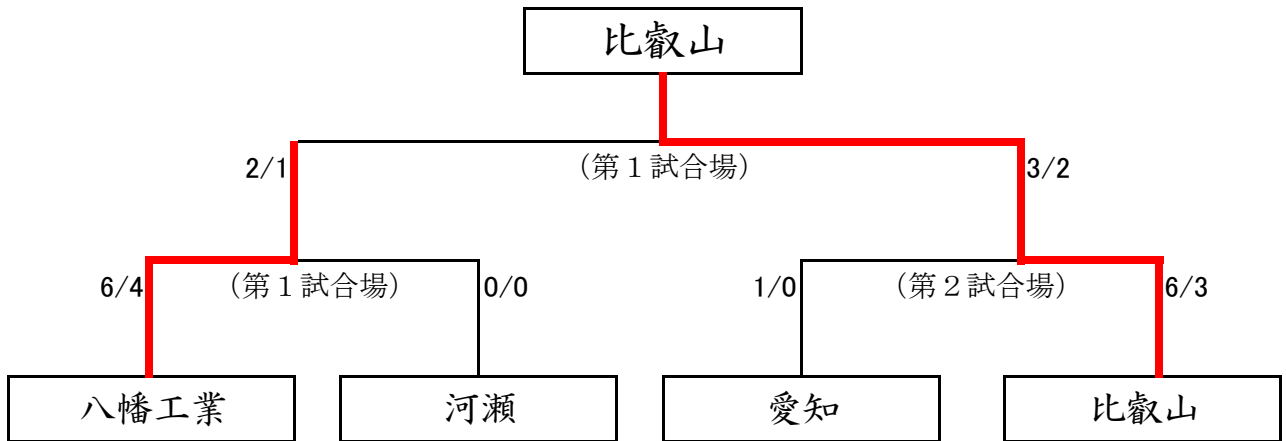 比叡山
2/1 (第１試合場) 3/2
6/4 (第１試合場) 0/0 1/0 (第２試合場) 6/3
八幡工業 河瀬 愛知 比叡山